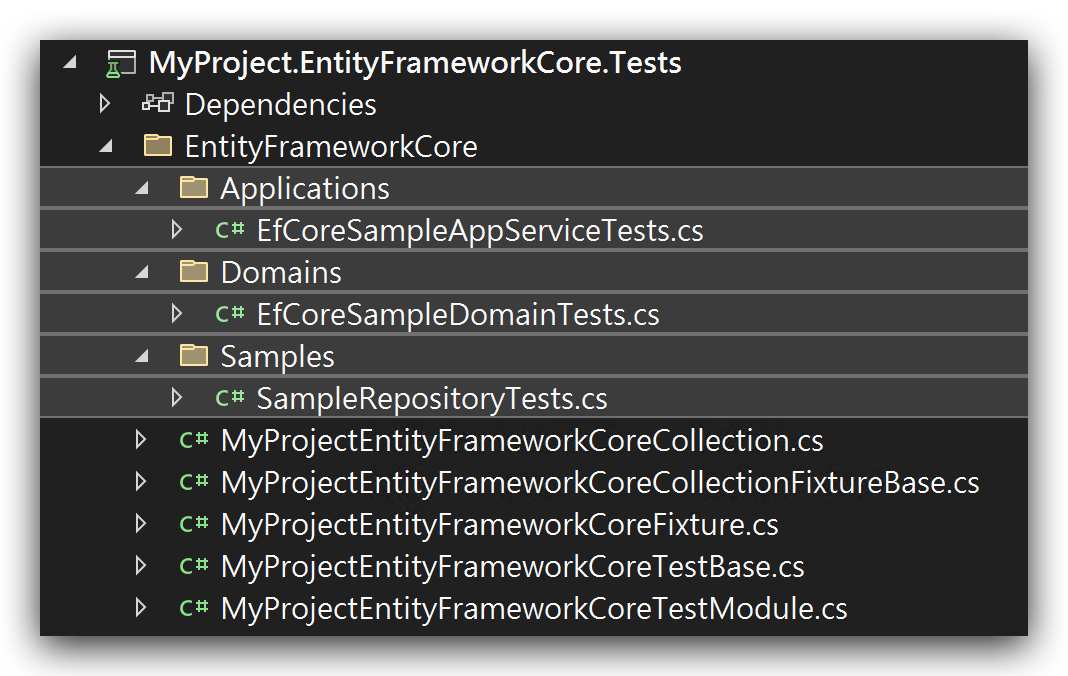 MyProject.EntityFrameworkCore.Tests
Dependencies
EntityFrameworkCore
Applications
C# EfCoreSampleAppServiceTests.cs
Domains
C# EfCoreSampleDomainTests.cs
Samples
C# SampleRepositoryTests.cs
C# MyProjectEntityFrameworkCoreCollection.cs
C# MyProjectEntityFrameworkCoreCollectionFixtureBase.cs
C# MyProjectEntityFrameworkCoreFixture.cs
C# MyProjectEntityFrameworkCoreTestBase.cs
C# MyProjectEntityFrameworkCoreTestModule.cs